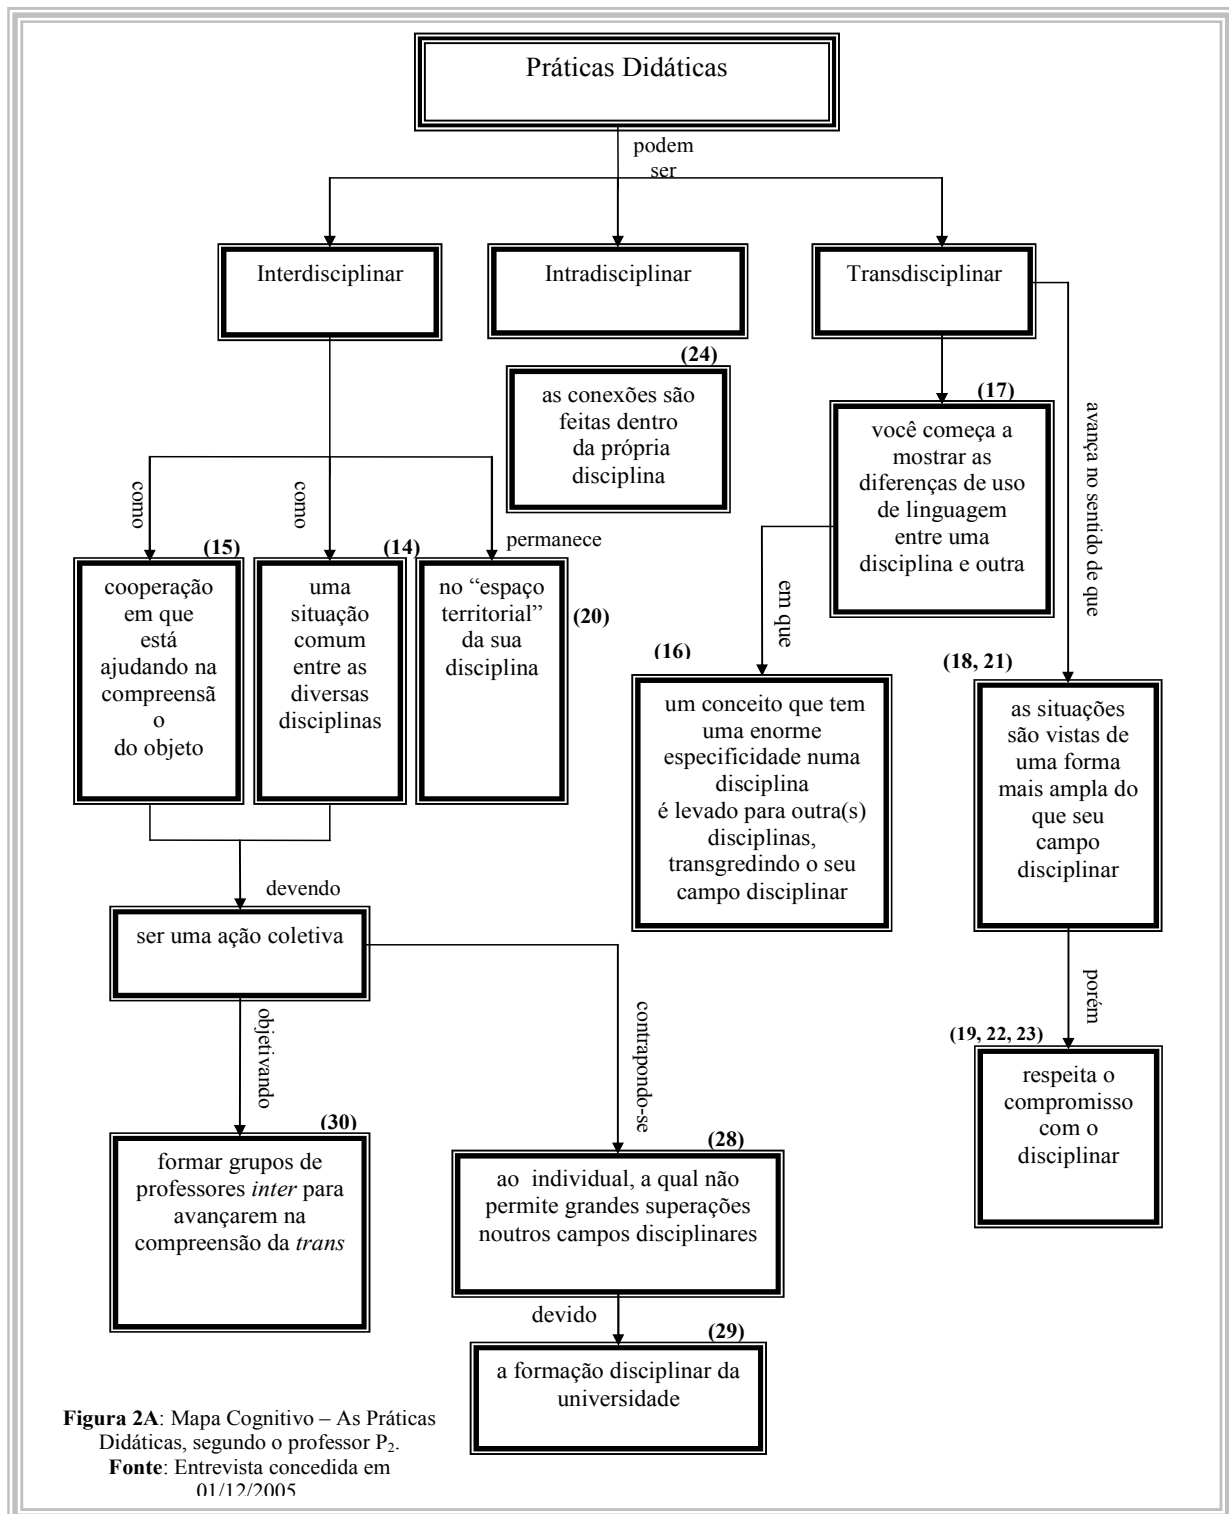 Práticas Didáticas
podem
ser
Interdisciplinar
Intradisciplinar
Transdisciplinar
(24)
as conexões são
feitas dentro
da própria
disciplina
(17)
você começa a
mostrar as
diferenças de uso
de linguagem
entre uma
disciplina e outra
avança no sentido de que
como
como
permanece
(15)
cooperação
em que
está
ajudando na
compreensã
o
do objeto
(14)
uma
situação
comum
entre as
diversas
disciplinas
no “espaço
territorial”
da sua
disciplina
(20)
em que
(16)
um conceito que tem
uma enorme
especificidade numa
disciplina
é levado para outra(s)
disciplinas,
transgredindo o seu
campo disciplinar
(18, 21)
as situações
são vistas de
uma forma
mais ampla do
que seu
campo
disciplinar
devendo
ser uma ação coletiva
objetivando
contrapondo-se
porém
(19, 22, 23)
respeita o
compromisso
com o
disciplinar
(30)
formar grupos de
professores inter para
avançarem na
compreensão da trans
(28)
ao individual, a qual não
permite grandes superações
noutros campos disciplinares
devido
(29)
a formação disciplinar da
universidade
Figura 2A: Mapa Cognitivo – As Práticas
Didáticas, segundo o professor P₂.
Fonte: Entrevista concedida em
01/12/2005